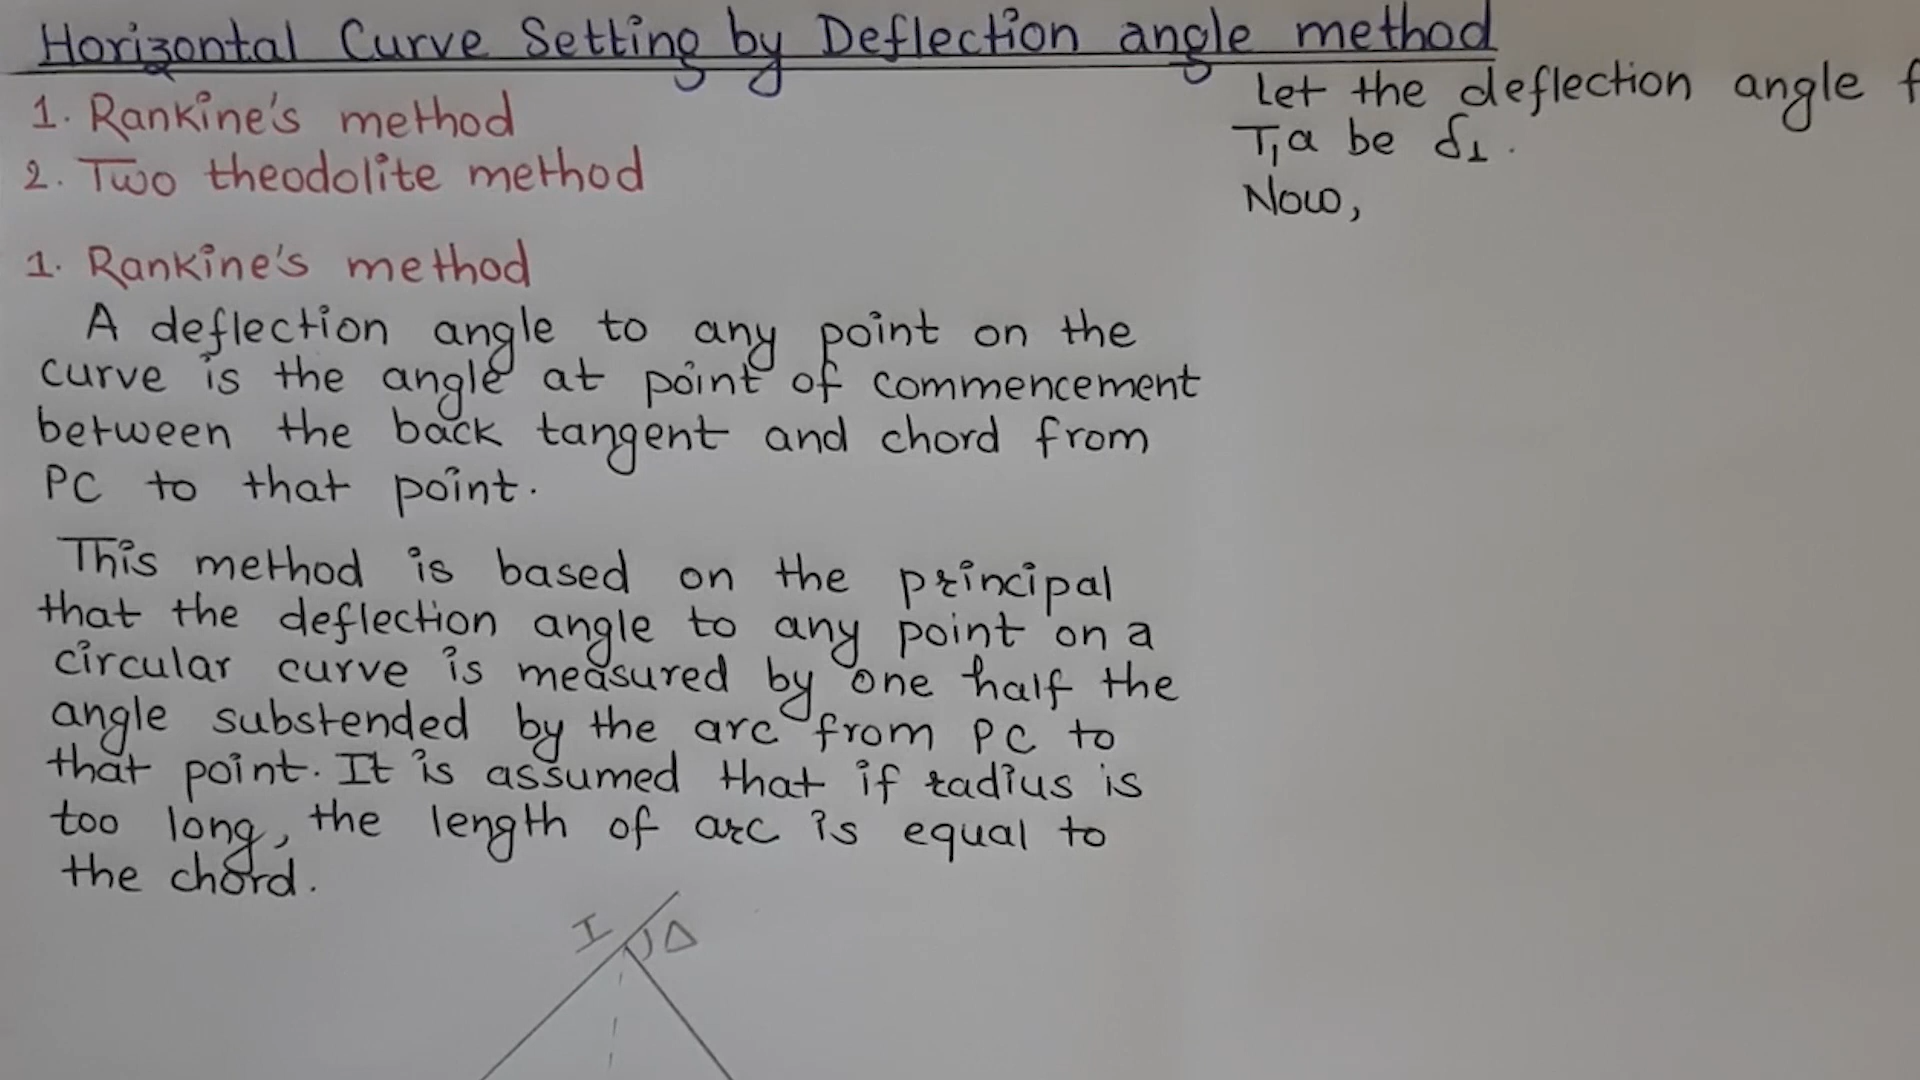 Horizontal Curve Setting by Deflection angle method
1. Rankine's method
2. Two theodolite method
1. Rankine's method
A deflection angle to any point on the
curve is the angle at point of commencement
between the back tangent and chord from
PC to that point.
This method is based on the principal
that the deflection angle to any point on a
circular curve is measured by one half the
angle substended by the arc from PC to
that point. It is assumed that if radius is
too long, the length of arc is equal to
the chord.
I Δ
Let the deflection angle
T₁a be δ1.
Now,